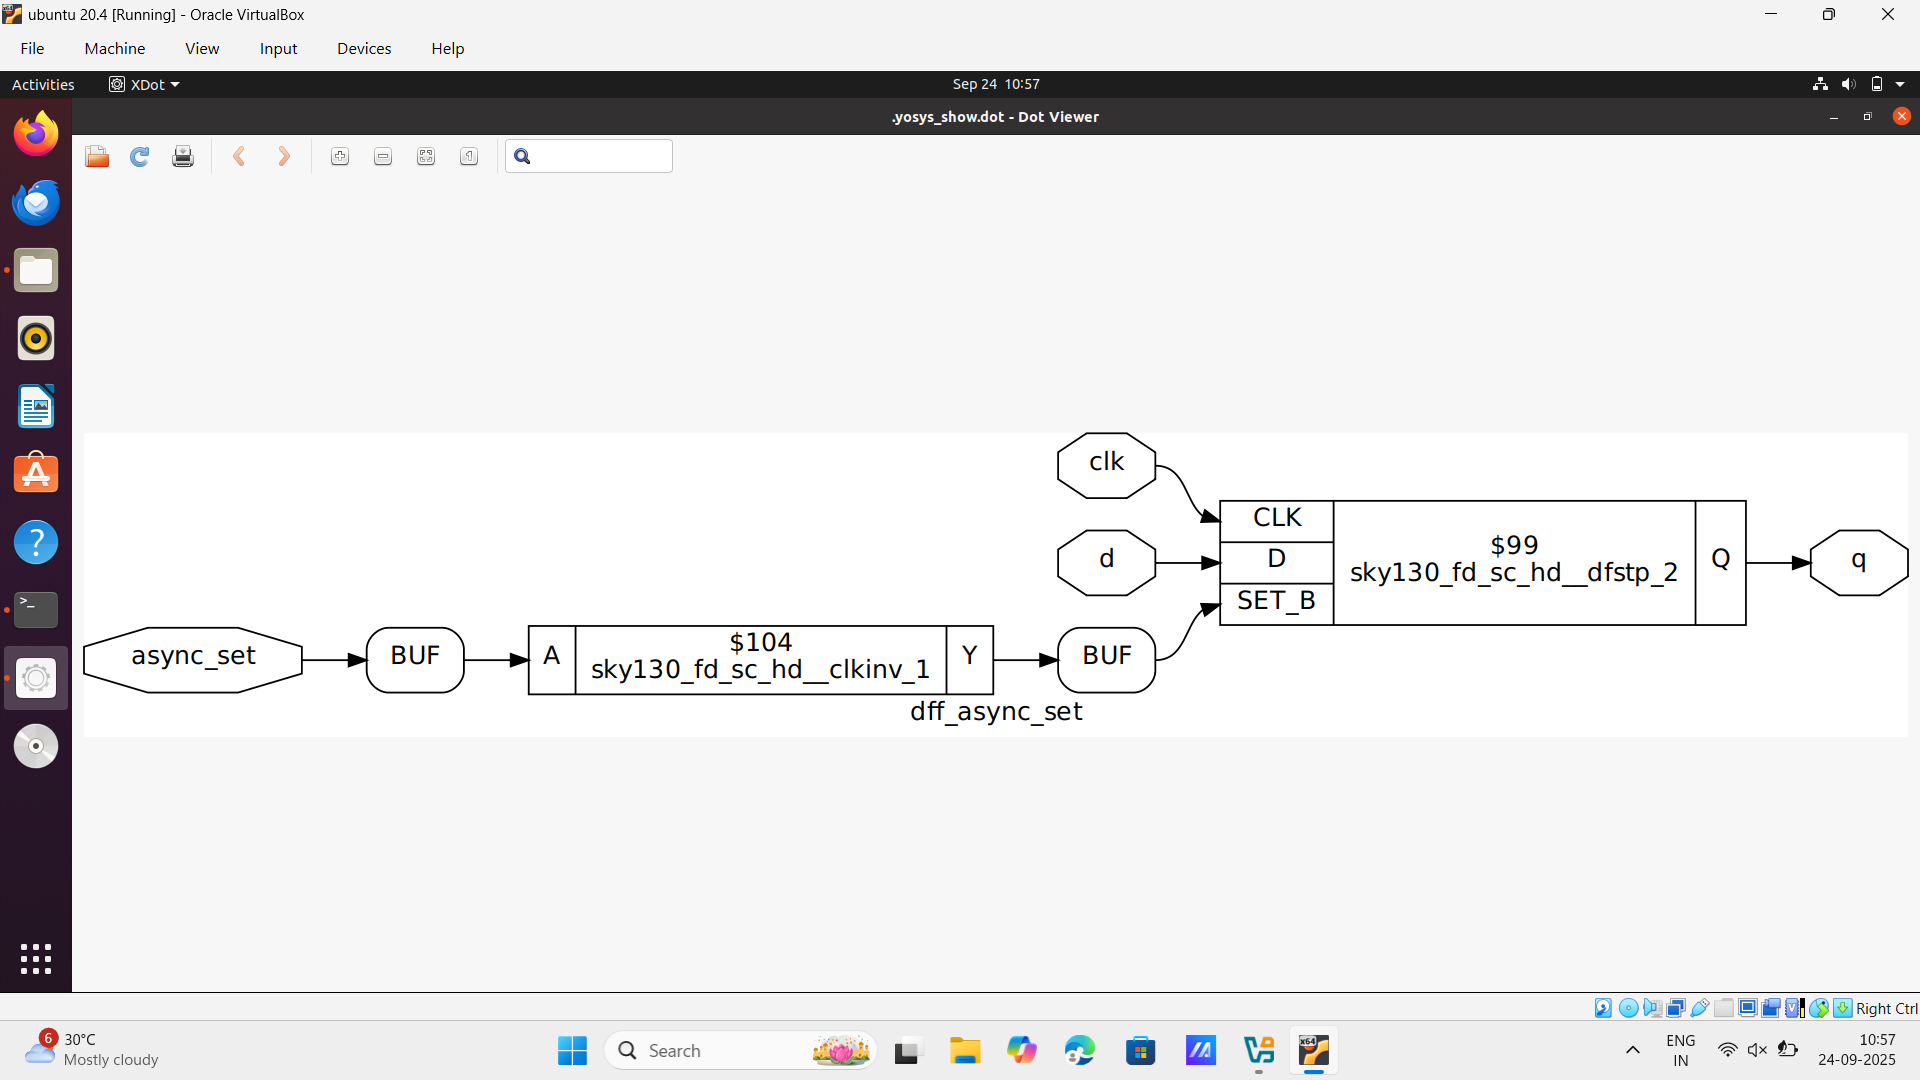 ubuntu 20.4 [Running] - Oracle VirtualBox
File Machine View Input Devices Help
Activities XDot Sep 24 10:57
.yosys_show.dot - Dot Viewer
clk
CLK
$99
d
D
sky130_fd_sc_hd__dfstp_2
Q
q
SET_B
async_set
BUF
A
$104
sky130_fd_sc_hd__clkinv_1
Y
BUF
dff_async_set
Right Ctrl
6
30°C
Mostly cloudy
Search
x64
ENG
IN
10:57
24-09-2025